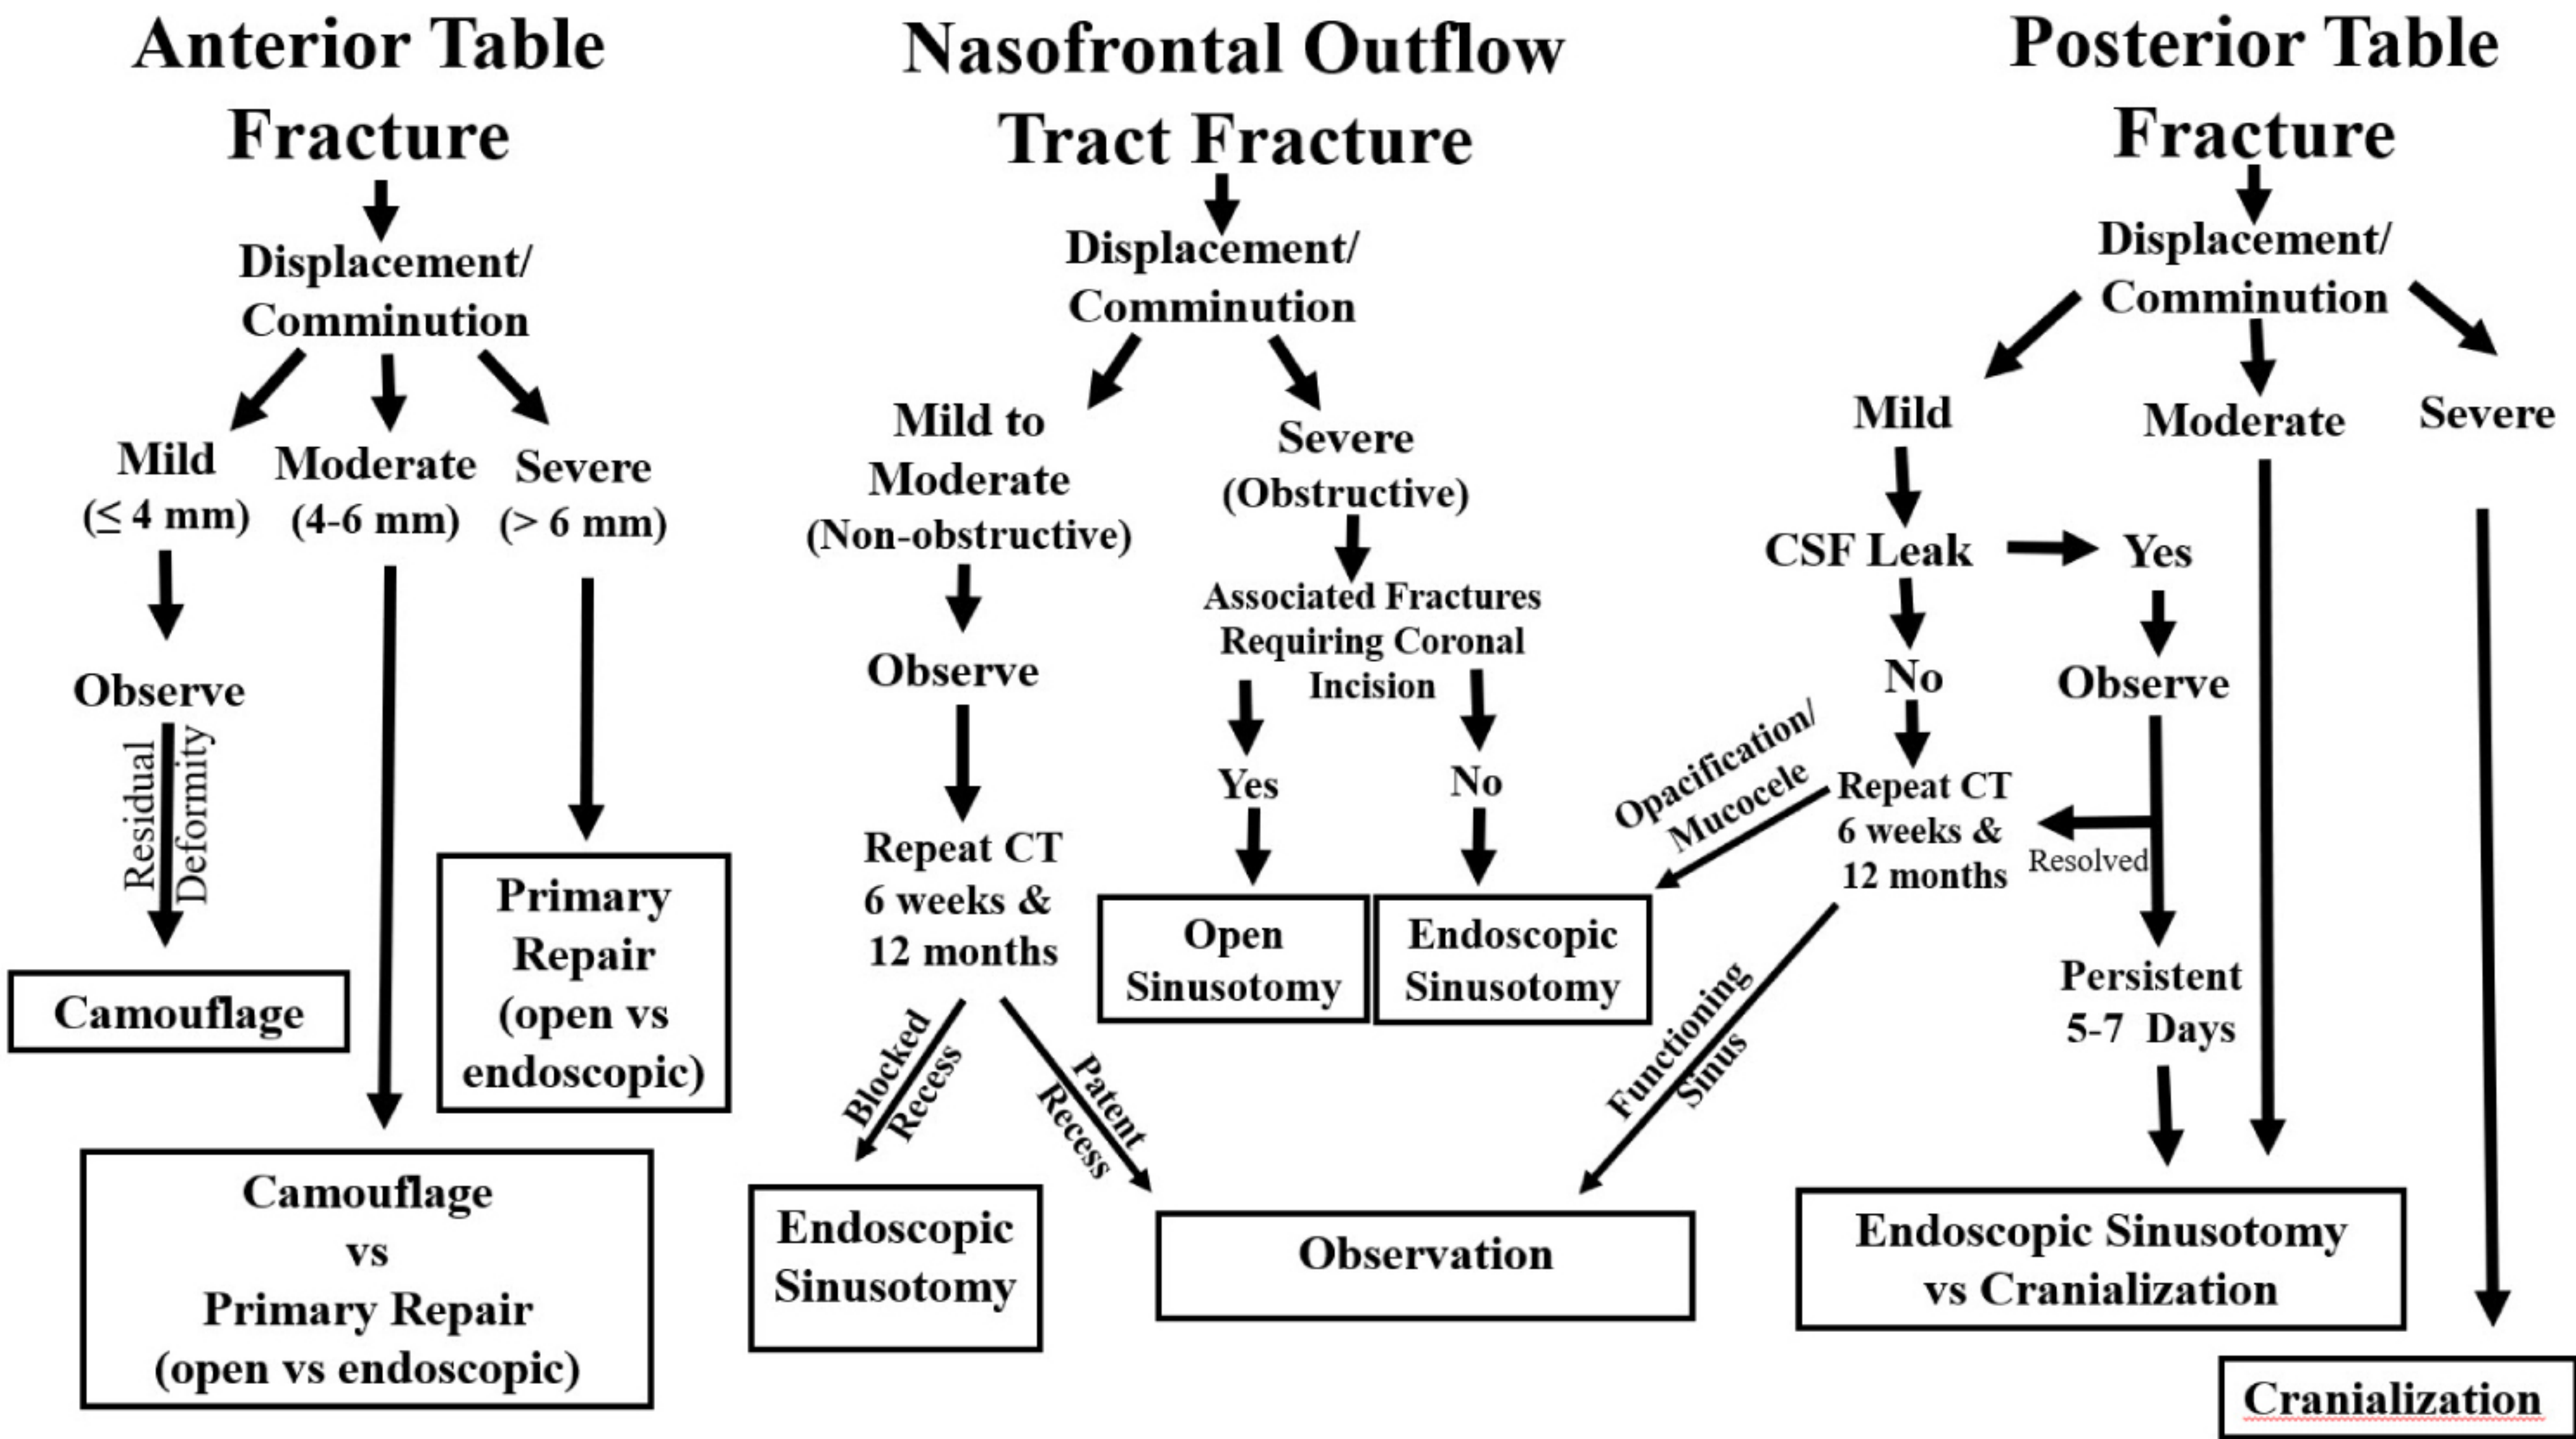 Anterior Table
Fracture
Displacement/
Comminution
Mild
(≤ 4 mm)
Moderate
(4-6 mm)
Severe
(> 6 mm)
Observe
Residual
Deformity
Camouflage
Primary
Repair
(open vs
endoscopic)
Camouflage
vs
Primary Repair
(open vs endoscopic)
Nasofrontal Outflow
Tract Fracture
Displacement/
Comminution
Mild to
Moderate
(Non-obstructive)
Severe
(Obstructive)
Observe
Associated Fractures
Requiring Coronal
Incision
Yes
No
Repeat CT
6 weeks &
12 months
Open
Sinusotomy
Endoscopic
Sinusotomy
Blocked
Recess
Patent
Recess
Endoscopic
Sinusotomy
Observation
Posterior Table
Fracture
Displacement/
Comminution
Mild
Moderate
Severe
CSF Leak
Yes
No
Observe
Opacification/
Mucocele
Repeat CT
6 weeks &
12 months
Resolved
Functioning
Sinus
Persistent
5-7 Days
Endoscopic Sinusotomy
vs Cranialization
Cranialization